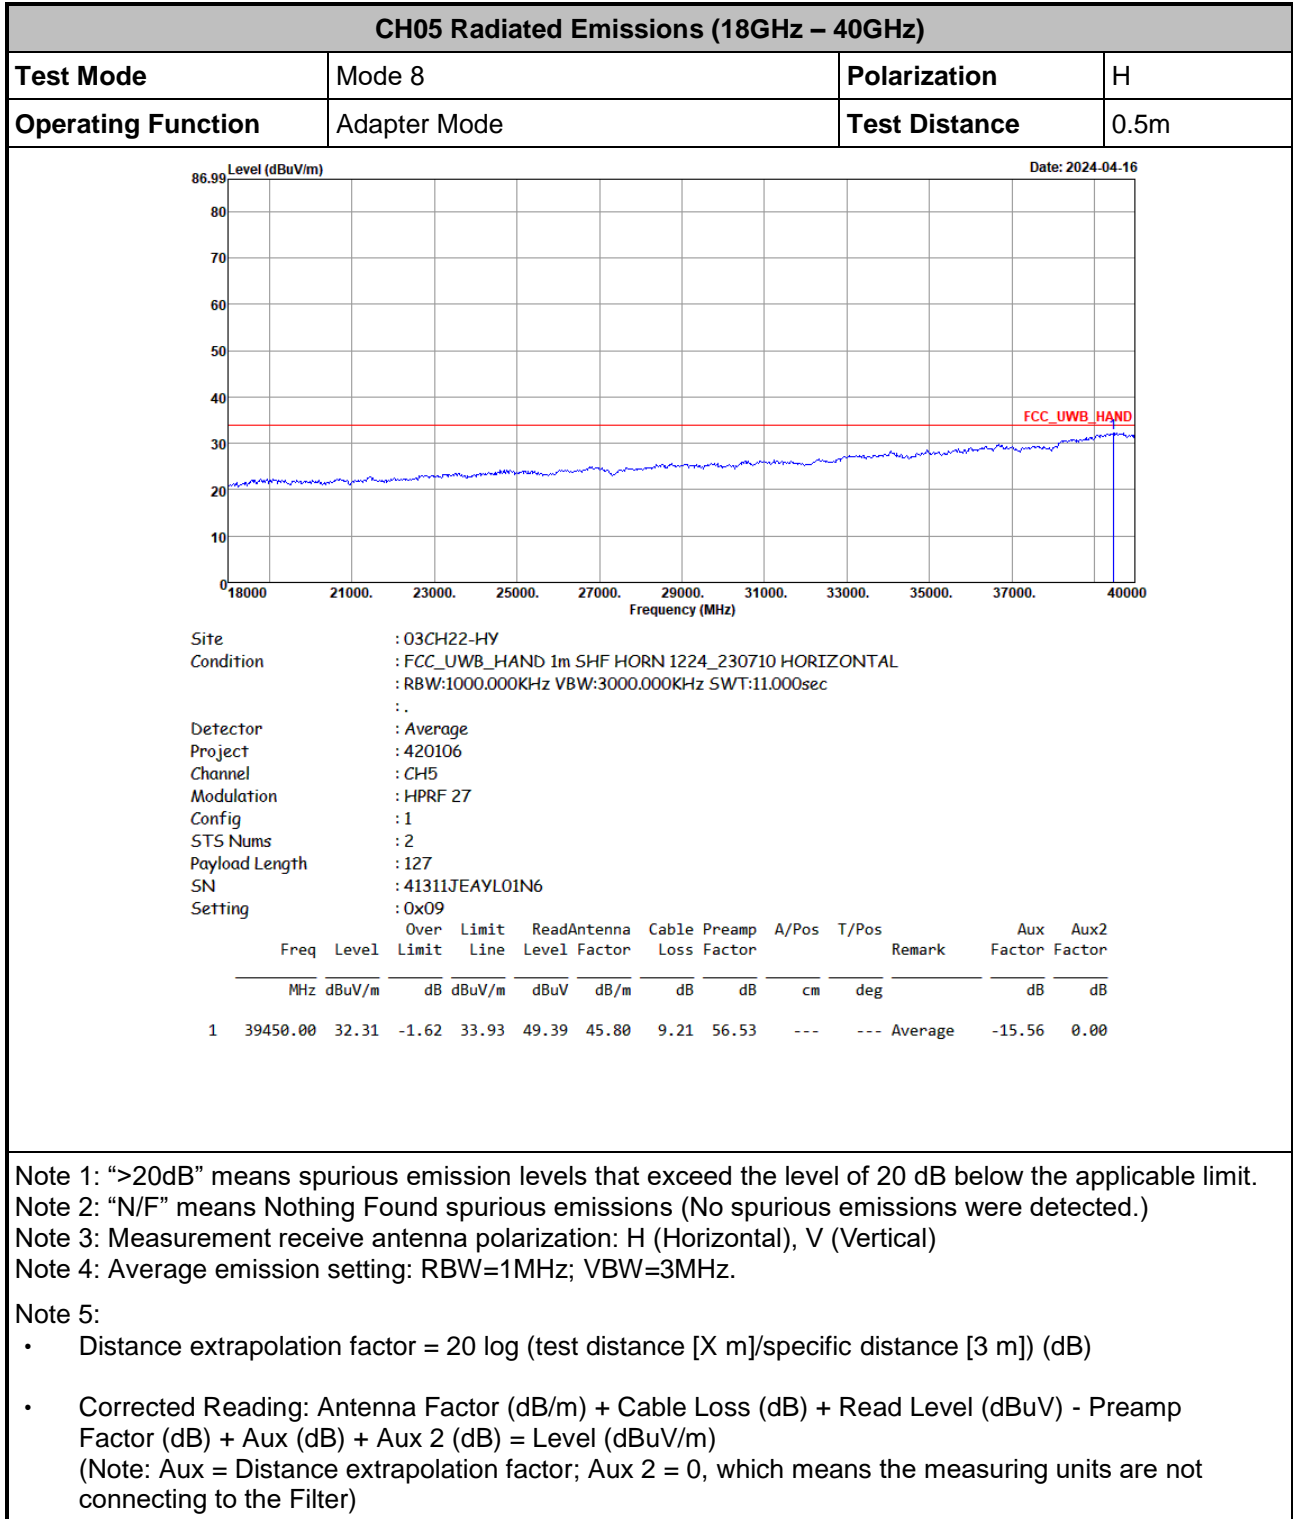 CH05 Radiated Emissions (18GHz – 40GHz)
Test Mode Mode 8 Polarization H
Operating Function Adapter Mode Test Distance 0.5m
86.99 Level (dBuV/m) Date: 2024-04-16
80
70
60
50
40
FCC_UWB_HAND
30
20
10
0
18000 21000. 23000. 25000. 27000. 29000. 31000. 33000. 35000. 37000. 40000
Frequency (MHz)
Site : 03CH22-HY
Condition : FCC_UWB_HAND 1m SHF HORN 1224_230710 HORIZONTAL
: RBW:1000.000KHz VBW:3000.000KHz SWT:11.000sec
: .
Detector : Average
Project : 420106
Channel : CH5
Modulation : HPRF 27
Config : 1
STS Nums : 2
Payload Length : 127
SN : 41311JEAYL01N6
Setting : 0x09
Over Limit ReadAntenna Cable Preamp A/Pos T/Pos Aux Aux2
Freq Level Limit Line Level Factor Loss Factor Remark Factor Factor
MHz dBuV/m dB dBuV/m dBuV dB/m dB dB cm deg dB dB
1 39450.00 32.31 -1.62 33.93 49.39 45.80 9.21 56.53 --- --- Average -15.56 0.00
Note 1: “>20dB” means spurious emission levels that exceed the level of 20 dB below the applicable limit.
Note 2: “N/F” means Nothing Found spurious emissions (No spurious emissions were detected.)
Note 3: Measurement receive antenna polarization: H (Horizontal), V (Vertical)
Note 4: Average emission setting: RBW=1MHz; VBW=3MHz.
Note 5:
• Distance extrapolation factor = 20 log (test distance [X m]/specific distance [3 m]) (dB)
• Corrected Reading: Antenna Factor (dB/m) + Cable Loss (dB) + Read Level (dBuV) - Preamp
Factor (dB) + Aux (dB) + Aux 2 (dB) = Level (dBuV/m)
(Note: Aux = Distance extrapolation factor; Aux 2 = 0, which means the measuring units are not
connecting to the Filter)